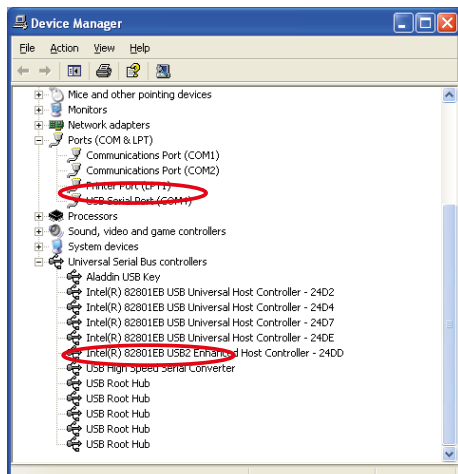 Device Manager
File Action View Help
Mice and other pointing devices
Monitors
Network adapters
Ports (COM & LPT)
Communications Port (COM1)
Communications Port (COM2)
Printer Port (LPT1)
USB Serial Port (COM4)
Processors
Sound, video and game controllers
System devices
Universal Serial Bus controllers
Aladdin USB Key
Intel(R) 82801EB USB Universal Host Controller - 24D2
Intel(R) 82801EB USB Universal Host Controller - 24D4
Intel(R) 82801EB USB Universal Host Controller - 24D7
Intel(R) 82801EB USB Universal Host Controller - 24DE
Intel(R) 82801EB USB2 Enhanced Host Controller - 24DD
USB High Speed Serial Converter
USB Root Hub
USB Root Hub
USB Root Hub
USB Root Hub
USB Root Hub